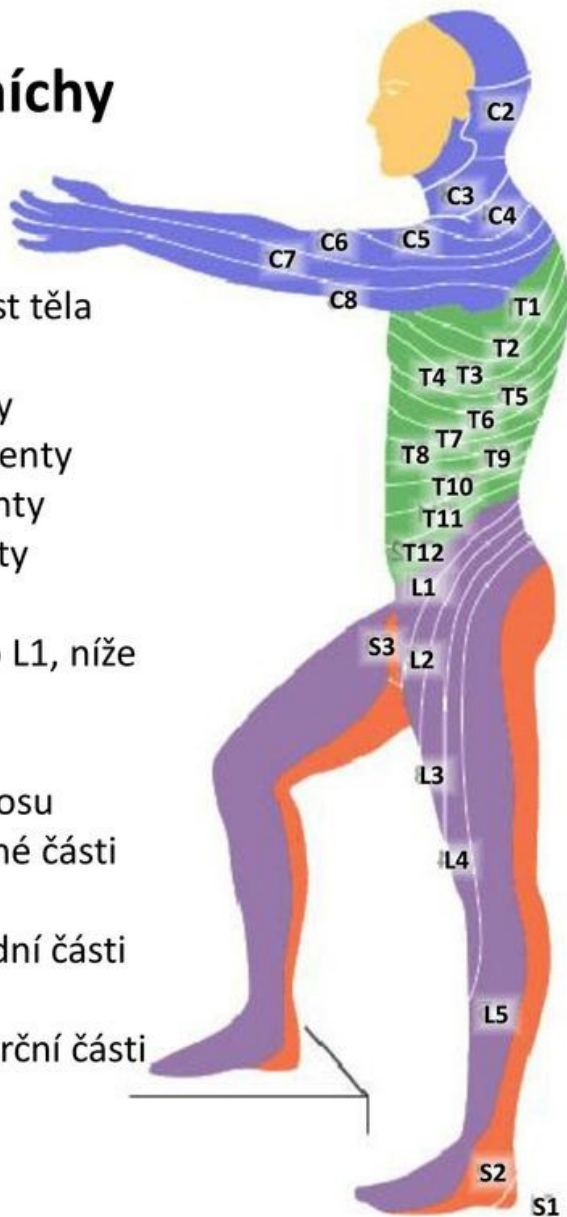 níchy
C2
C3
C4
C5
C6
C7
C8
st těla
T1
T2
T3
T4
T5
y
T6
T7
enty
T8
T9
T10
nty
T11
ty
T12
L1
L1, níže
S3
L2
L3
osu
né části
L4
dní části
L5
rční části
S2
S1